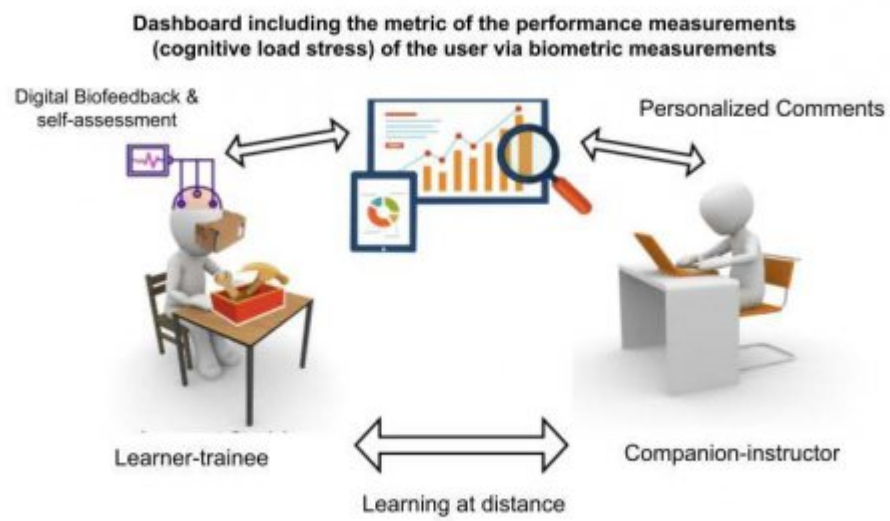 Dashboard including the metric of the performance measurements
(cognitive load stress) of the user via biometric measurements
Digital Biofeedback &
self-assessment
Personalized Comments
Learner-trainee
Companion-instructor
Learning at distance